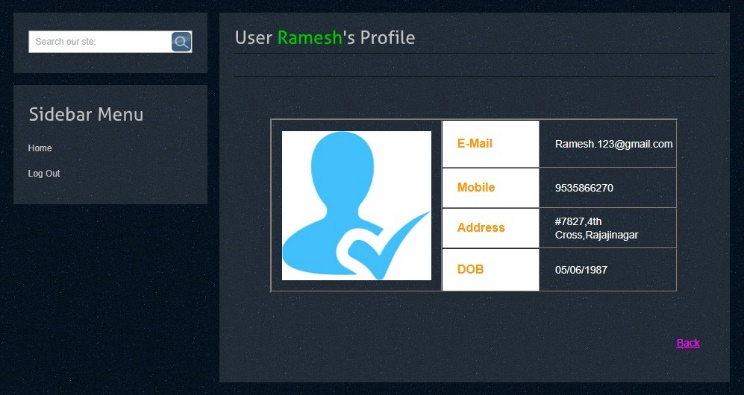 Search our ste:
User Ramesh's Profile
Sidebar Menu
Home
Log Out
E-Mail
Ramesh.123@gmail.com
Mobile
9535866270
Address
#7827,4th
Cross,Rajajinagar
DOB
05/06/1987
Back